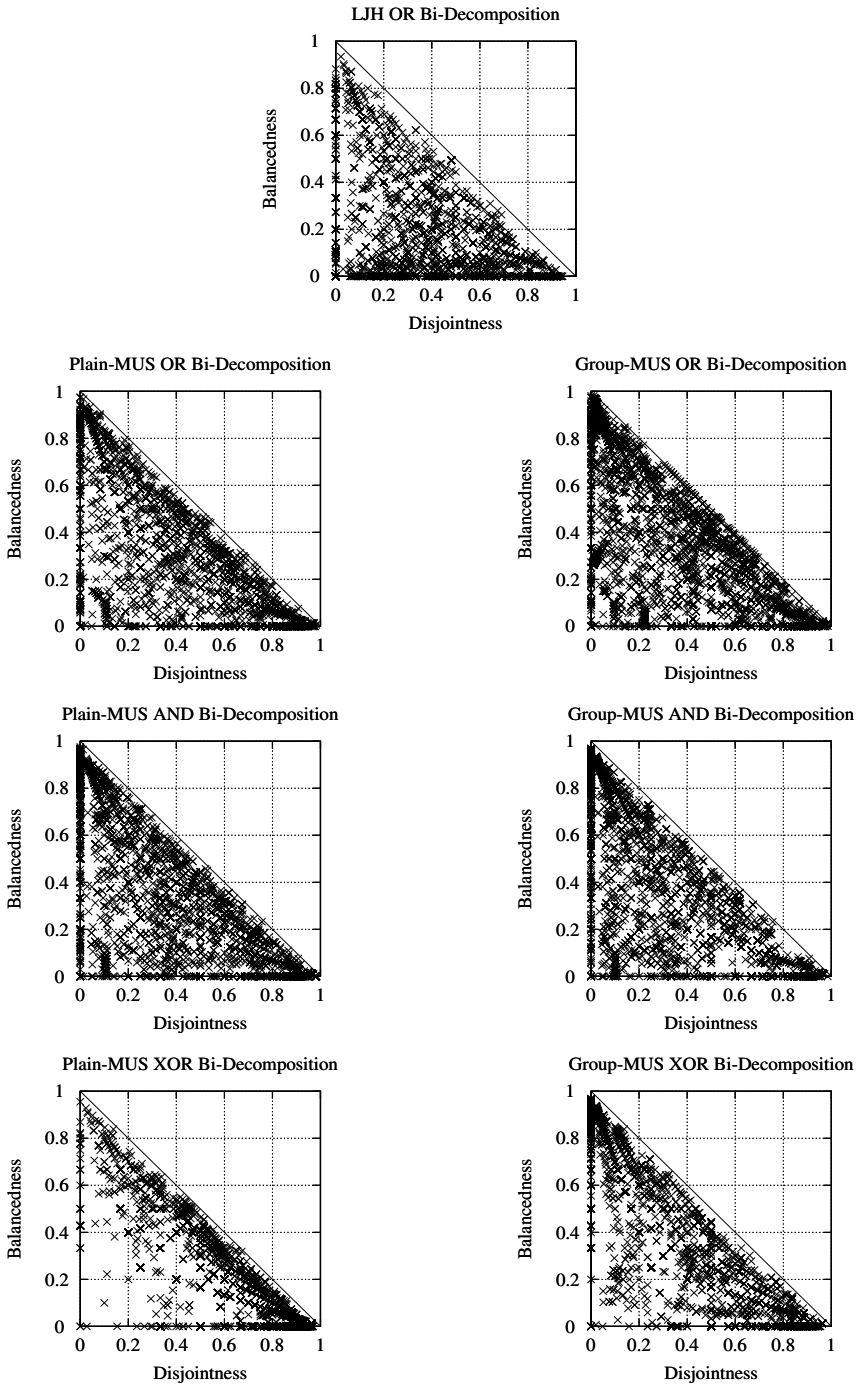 LJH OR Bi-Decomposition
1
0.8
0.6
0.4
0.2
0
Balancedness
0 0.2 0.4 0.6 0.8 1
Disjointness
Plain-MUS OR Bi-Decomposition
1
0.8
0.6
0.4
0.2
0
Balancedness
0 0.2 0.4 0.6 0.8 1
Disjointness
Group-MUS OR Bi-Decomposition
1
0.8
0.6
0.4
0.2
0
Balancedness
0 0.2 0.4 0.6 0.8 1
Disjointness
Plain-MUS AND Bi-Decomposition
1
0.8
0.6
0.4
0.2
0
Balancedness
0 0.2 0.4 0.6 0.8 1
Disjointness
Group-MUS AND Bi-Decomposition
1
0.8
0.6
0.4
0.2
0
Balancedness
0 0.2 0.4 0.6 0.8 1
Disjointness
Plain-MUS XOR Bi-Decomposition
1
0.8
0.6
0.4
0.2
0
Balancedness
0 0.2 0.4 0.6 0.8 1
Disjointness
Group-MUS XOR Bi-Decomposition
1
0.8
0.6
0.4
0.2
0
Balancedness
0 0.2 0.4 0.6 0.8 1
Disjointness